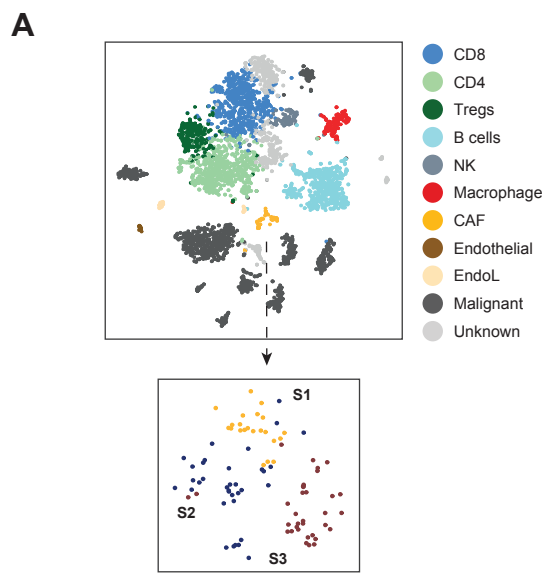 A
CD8
CD4
Tregs
B cells
NK
Macrophage
CAF
Endothelial
EndoL
Malignant
Unknown
S1
S2
S3